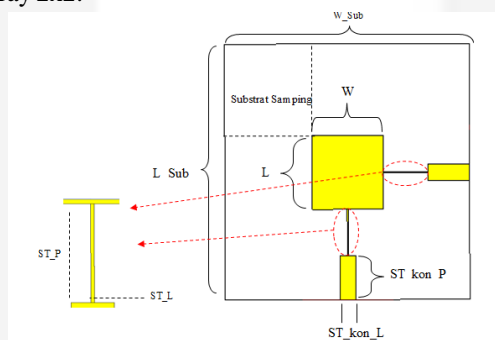 W_Sub
W
Substrat Samping
L
L Sub
ST_P
ST_L
ST kon P
ST_kon_L